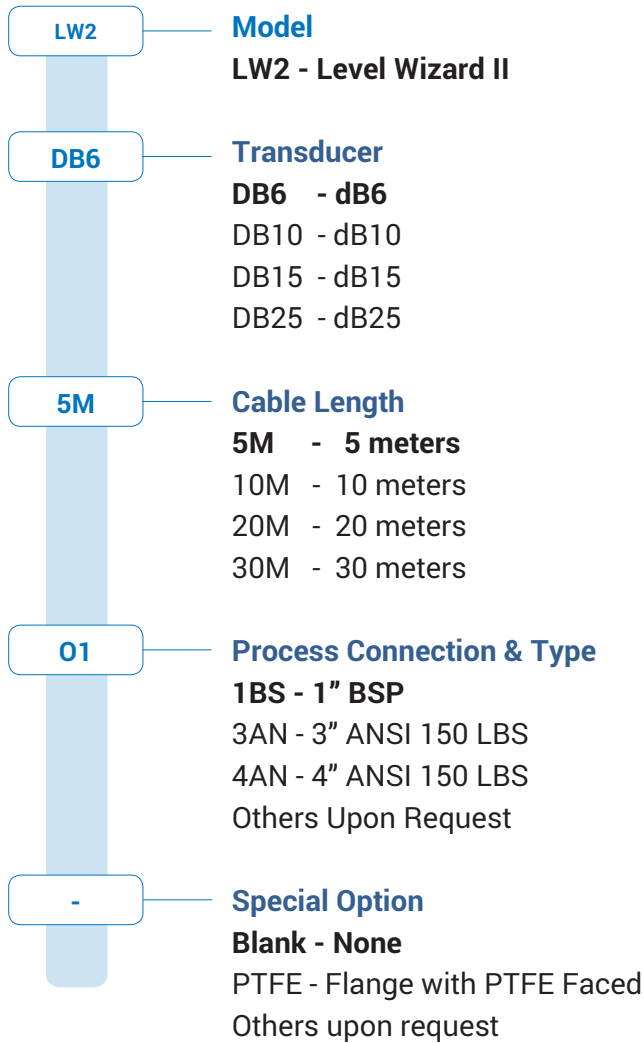 LW2
Model
LW2 - Level Wizard II
DB6
Transducer
DB6 - dB6
DB10 - dB10
DB15 - dB15
DB25 - dB25
5M
Cable Length
5M - 5 meters
10M - 10 meters
20M - 20 meters
30M - 30 meters
01
Process Connection & Type
1BS - 1” BSP
3AN - 3” ANSI 150 LBS
4AN - 4” ANSI 150 LBS
Others Upon Request
-
Special Option
Blank - None
PTFE - Flange with PTFE Faced
Others upon request